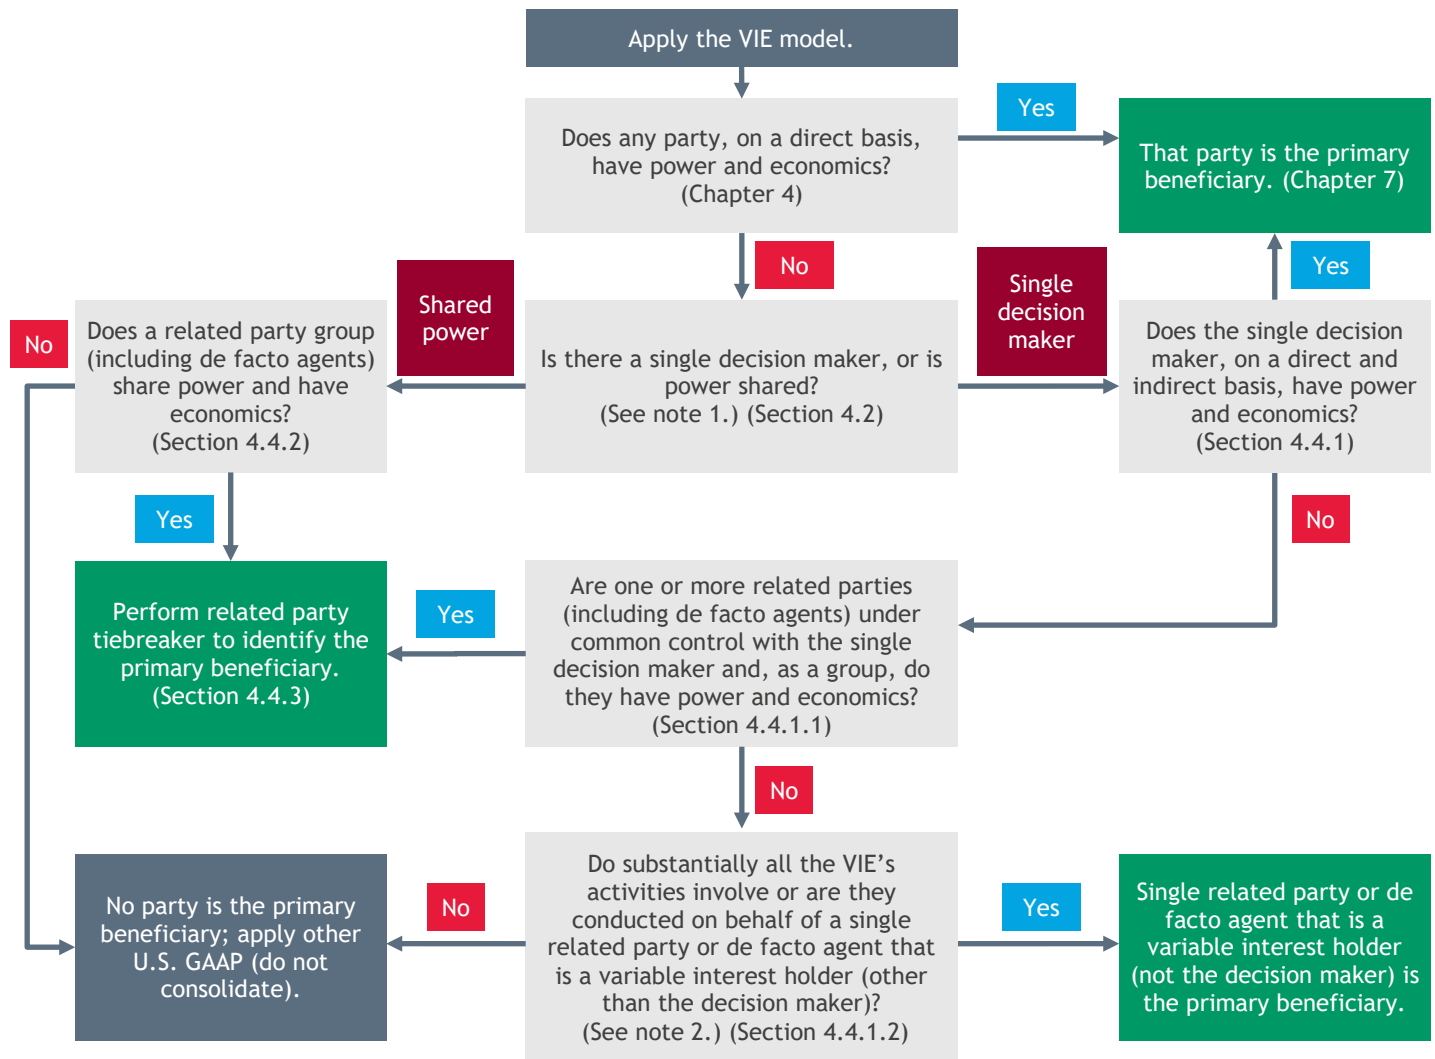 Apply the VIE model.
Does any party, on a direct basis,
have power and economics?
(Chapter 4)
Yes
That party is the primary
beneficiary. (Chapter 7)
No
Shared
power
Single
decision
maker
Yes
No
Does a related party group
(including de facto agents)
share power and have
economics?
(Section 4.4.2)
Is there a single decision maker, or is
power shared?
(See note 1.) (Section 4.2)
Does the single decision
maker, on a direct and
indirect basis, have power
and economics?
(Section 4.4.1)
Yes
No
Perform related party
tiebreaker to identify the
primary beneficiary.
(Section 4.4.3)
Yes
Are one or more related parties
(including de facto agents) under
common control with the single
decision maker and, as a group, do
they have power and economics?
(Section 4.4.1.1)
No
No party is the primary
beneficiary; apply other
U.S. GAAP (do not
consolidate).
No
Do substantially all the VIE’s
activities involve or are they
conducted on behalf of a single
related party or de facto agent that
is a variable interest holder (other
than the decision maker)?
(See note 2.) (Section 4.4.1.2)
Yes
Single related party or de
facto agent that is a
variable interest holder
(not the decision maker) is
the primary beneficiary.